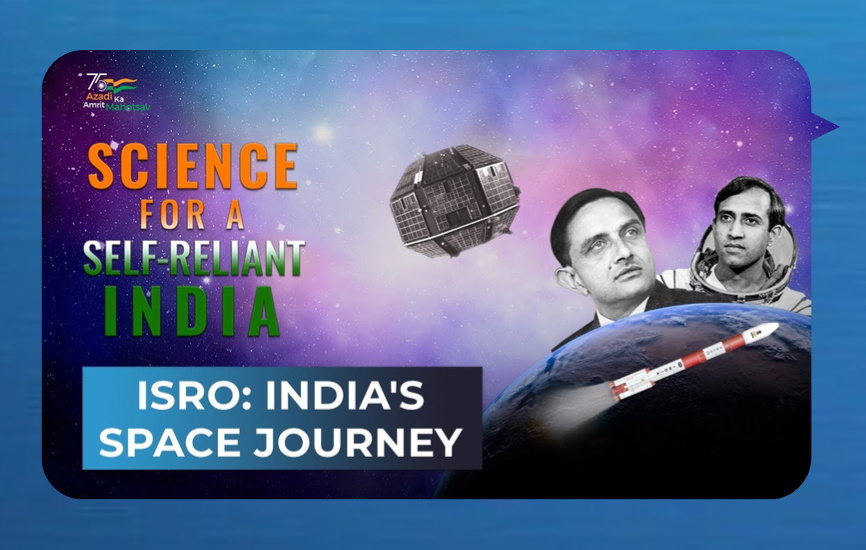 75
Azadi Ka
Amrit Mahotsav
SCIENCE
FOR A
SELF-RELIANT
INDIA
ISRO: INDIA'S
SPACE JOURNEY